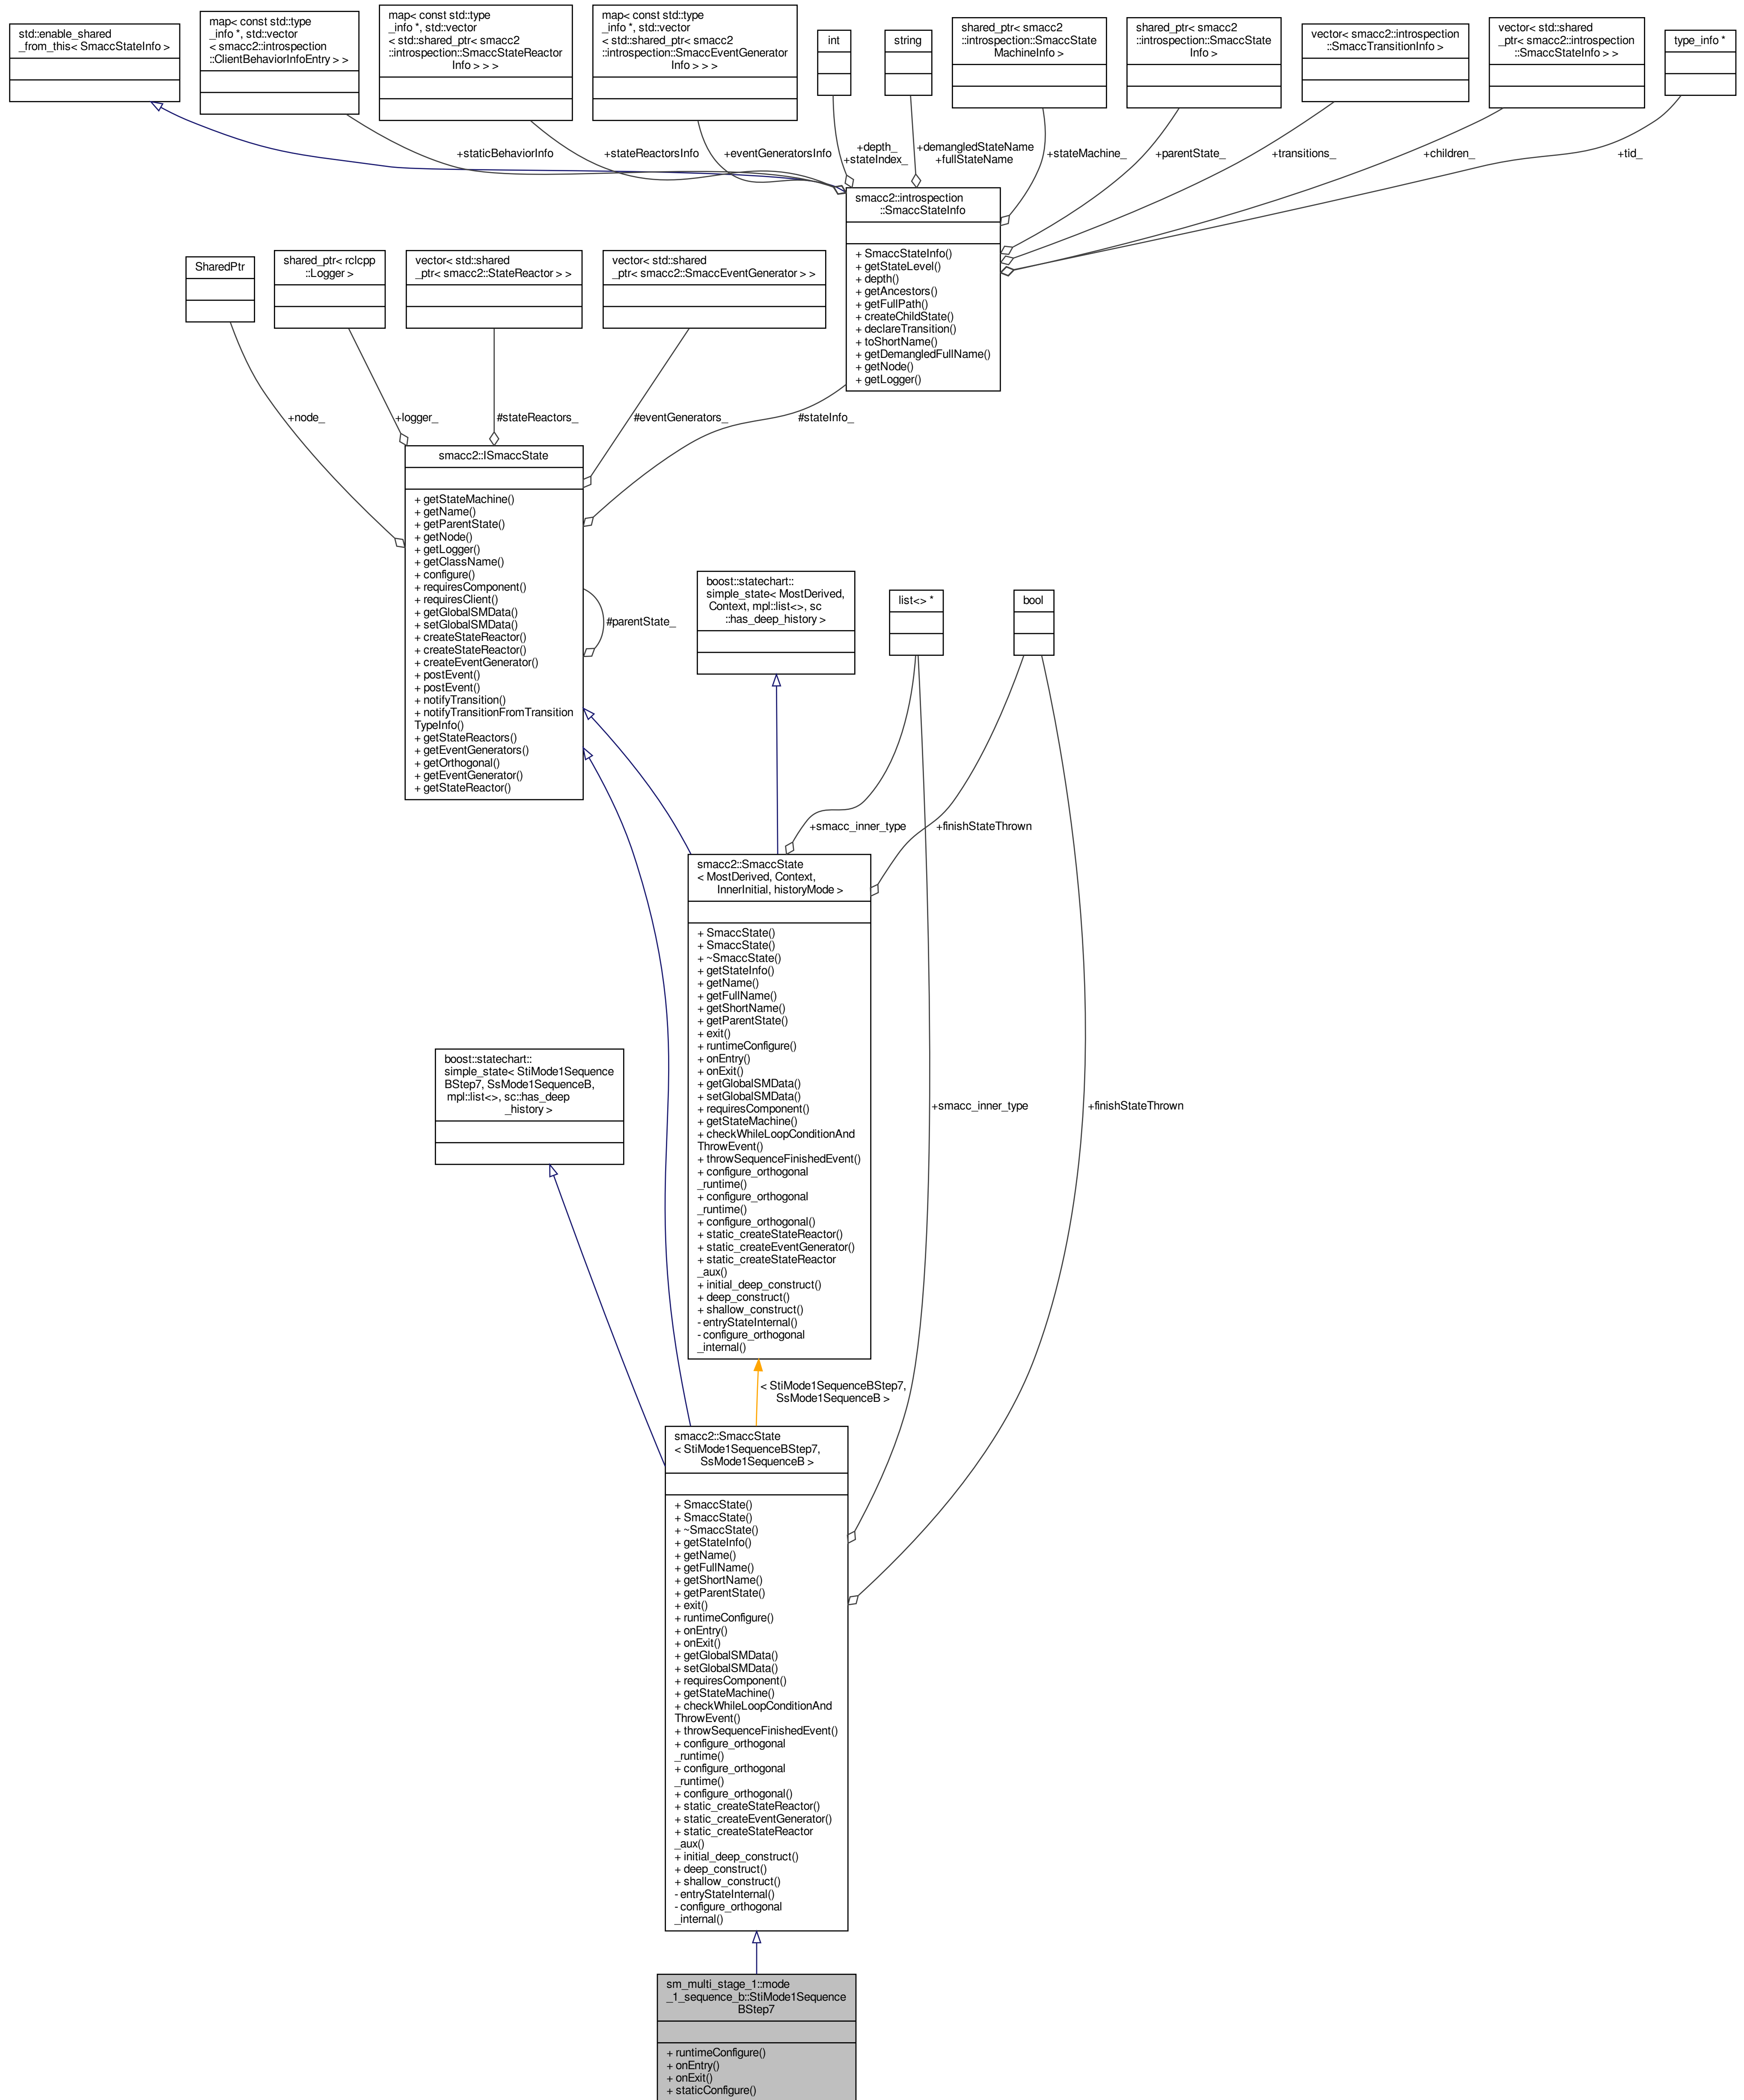 std::enable_shared
_from_this< SmaccStateInfo >
map< const std::type
_info *, std::vector
< smacc2::introspection
::ClientBehaviorInfoEntry > >
map< const std::type
_info *, std::vector
< std::shared_ptr< smacc2
::introspection::SmaccStateReactor
Info > > >
map< const std::type
_info *, std::vector
< std::shared_ptr< smacc2
::introspection::SmaccEventGenerator
Info > > >
int
string
shared_ptr< smacc2
::introspection::SmaccState
MachineInfo >
shared_ptr< smacc2
::introspection::SmaccState
Info >
vector< smacc2::introspection
::SmaccTransitionInfo >
vector< std::shared
_ptr< smacc2::introspection
::SmaccStateInfo > >
type_info *
+staticBehaviorInfo
+stateReactorsInfo
+eventGeneratorsInfo
+depth_
+stateIndex_
+demangledStateName
+fullStateName
+stateMachine_
+parentState_
+transitions_
+children_
+tid_
smacc2::introspection
::SmaccStateInfo
+ SmaccStateInfo()
+ getStateLevel()
+ depth()
+ getAncestors()
+ getFullPath()
+ createChildState()
+ declareTransition()
+ toShortName()
+ getDemangledFullName()
+ getNode()
+ getLogger()
SharedPtr
shared_ptr< rclcpp
::Logger >
vector< std::shared
_ptr< smacc2::StateReactor > >
vector< std::shared
_ptr< smacc2::SmaccEventGenerator > >
+node_
+logger_
#stateReactors_
#eventGenerators_
#stateInfo_
smacc2::ISmaccState
+ getStateMachine()
+ getName()
+ getParentState()
+ getNode()
+ getLogger()
+ getClassName()
+ configure()
+ requiresComponent()
+ requiresClient()
+ getGlobalSMData()
+ setGlobalSMData()
+ createStateReactor()
+ createStateReactor()
+ createEventGenerator()
+ postEvent()
+ postEvent()
+ notifyTransition()
+ notifyTransitionFromTransition
TypeInfo()
+ getStateReactors()
+ getEventGenerators()
+ getOrthogonal()
+ getEventGenerator()
+ getStateReactor()
#parentState_
boost::statechart::
simple_state< MostDerived,
Context, mpl::list<>, sc
::has_deep_history >
list<> *
bool
+smacc_inner_type
+finishStateThrown
smacc2::SmaccState
< MostDerived, Context,
InnerInitial, historyMode >
+ SmaccState()
+ SmaccState()
+ ~SmaccState()
+ getStateInfo()
+ getName()
+ getFullName()
+ getShortName()
+ getParentState()
+ exit()
+ runtimeConfigure()
+ onEntry()
+ onExit()
+ getGlobalSMData()
+ setGlobalSMData()
+ requiresComponent()
+ getStateMachine()
+ checkWhileLoopConditionAnd
ThrowEvent()
+ throwSequenceFinishedEvent()
+ configure_orthogonal
_runtime()
+ configure_orthogonal
_runtime()
+ configure_orthogonal()
+ static_createStateReactor()
+ static_createEventGenerator()
+ static_createStateReactor
_aux()
+ initial_deep_construct()
+ deep_construct()
+ shallow_construct()
- entryStateInternal()
- configure_orthogonal
_internal()
boost::statechart::
simple_state< StiMode1Sequence
BStep7, SsMode1SequenceB,
mpl::list<>, sc::has_deep
_history >
+smacc_inner_type
+finishStateThrown
< StiMode1SequenceBStep7,
SsMode1SequenceB >
smacc2::SmaccState
< StiMode1SequenceBStep7,
SsMode1SequenceB >
+ SmaccState()
+ SmaccState()
+ ~SmaccState()
+ getStateInfo()
+ getName()
+ getFullName()
+ getShortName()
+ getParentState()
+ exit()
+ runtimeConfigure()
+ onEntry()
+ onExit()
+ getGlobalSMData()
+ setGlobalSMData()
+ requiresComponent()
+ getStateMachine()
+ checkWhileLoopConditionAnd
ThrowEvent()
+ throwSequenceFinishedEvent()
+ configure_orthogonal
_runtime()
+ configure_orthogonal
_runtime()
+ configure_orthogonal()
+ static_createStateReactor()
+ static_createEventGenerator()
+ static_createStateReactor
_aux()
+ initial_deep_construct()
+ deep_construct()
+ shallow_construct()
- entryStateInternal()
- configure_orthogonal
_internal()
sm_multi_stage_1::mode
_1_sequence_b::StiMode1Sequence
BStep7
+ runtimeConfigure()
+ onEntry()
+ onExit()
+ staticConfigure()